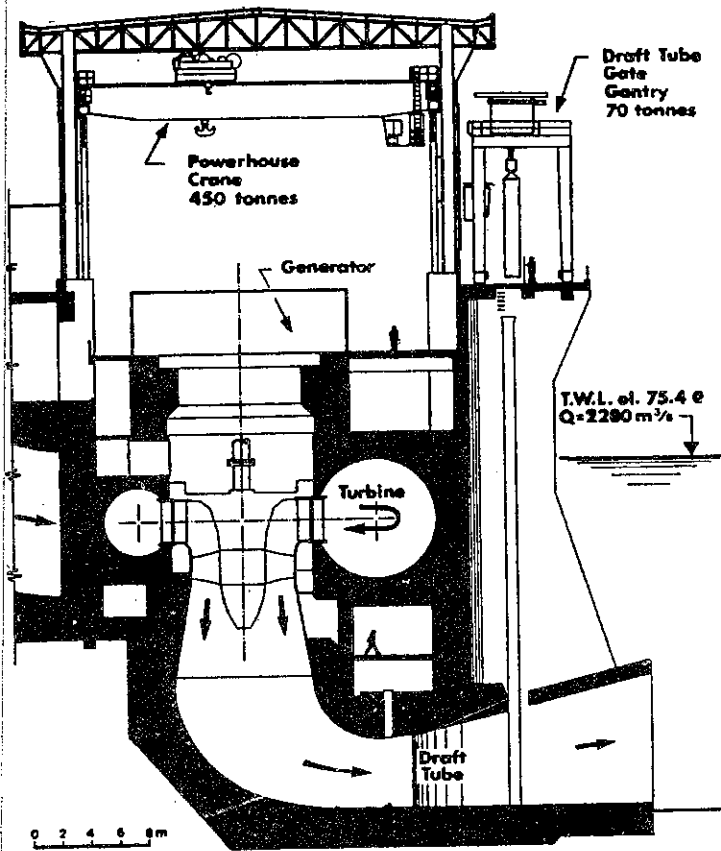 Draft Tube
Gate
Gantry
70 tonnes
Powerhouse
Crane
450 tonnes
Generator
T.W.L. el. 75.4 @
Q=2280 m³/s
Turbine
Draft
Tube
0 2 4 6 8m